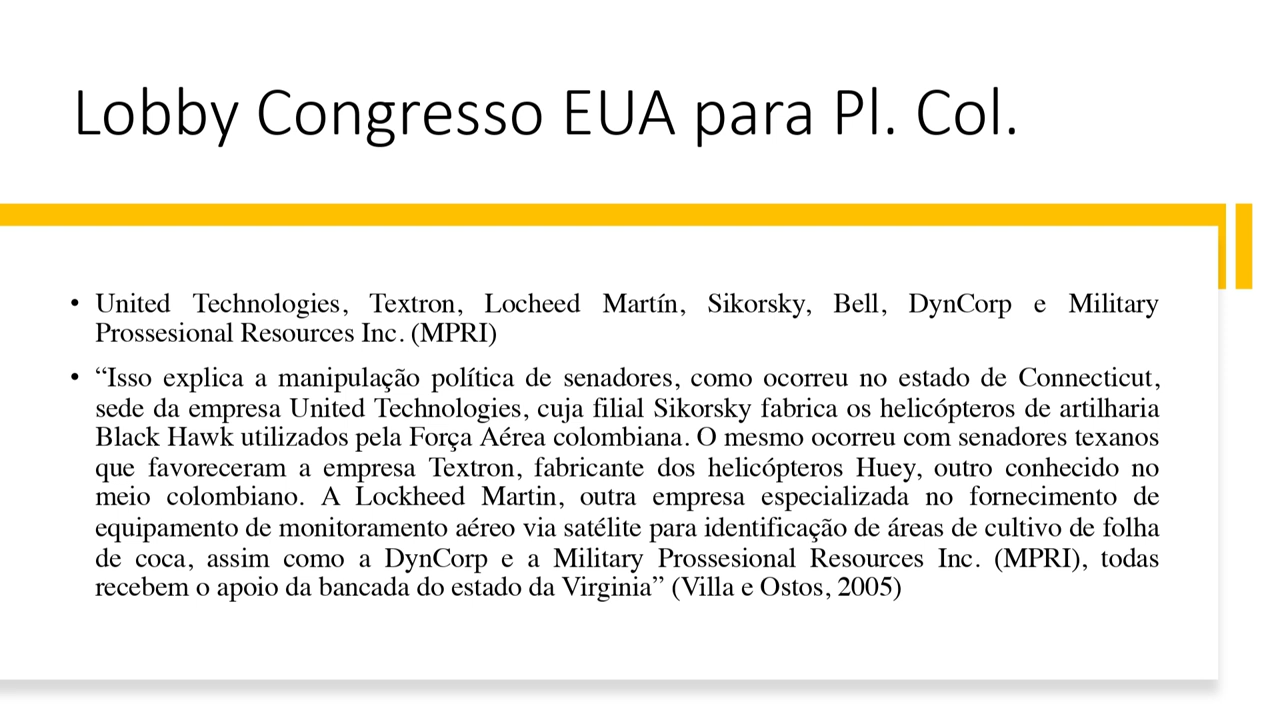 Lobby Congresso EUA para Pl. Col.
• United Technologies, Textron, Locheed Martín, Sikorsky, Bell, DynCorp e Military
Prossesional Resources Inc. (MPRI)
• “Isso explica a manipulação política de senadores, como ocorreu no estado de Connecticut,
sede da empresa United Technologies, cuja filial Sikorsky fabrica os helicópteros de artilharia
Black Hawk utilizados pela Força Aérea colombiana. O mesmo ocorreu com senadores texanos
que favoreceram a empresa Textron, fabricante dos helicópteros Huey, outro conhecido no
meio colombiano. A Lockheed Martin, outra empresa especializada no fornecimento de
equipamento de monitoramento aéreo via satélite para identificação de áreas de cultivo de folha
de coca, assim como a DynCorp e a Military Prossesional Resources Inc. (MPRI), todas
recebem o apoio da bancada do estado da Virginia” (Villa e Ostos, 2005)